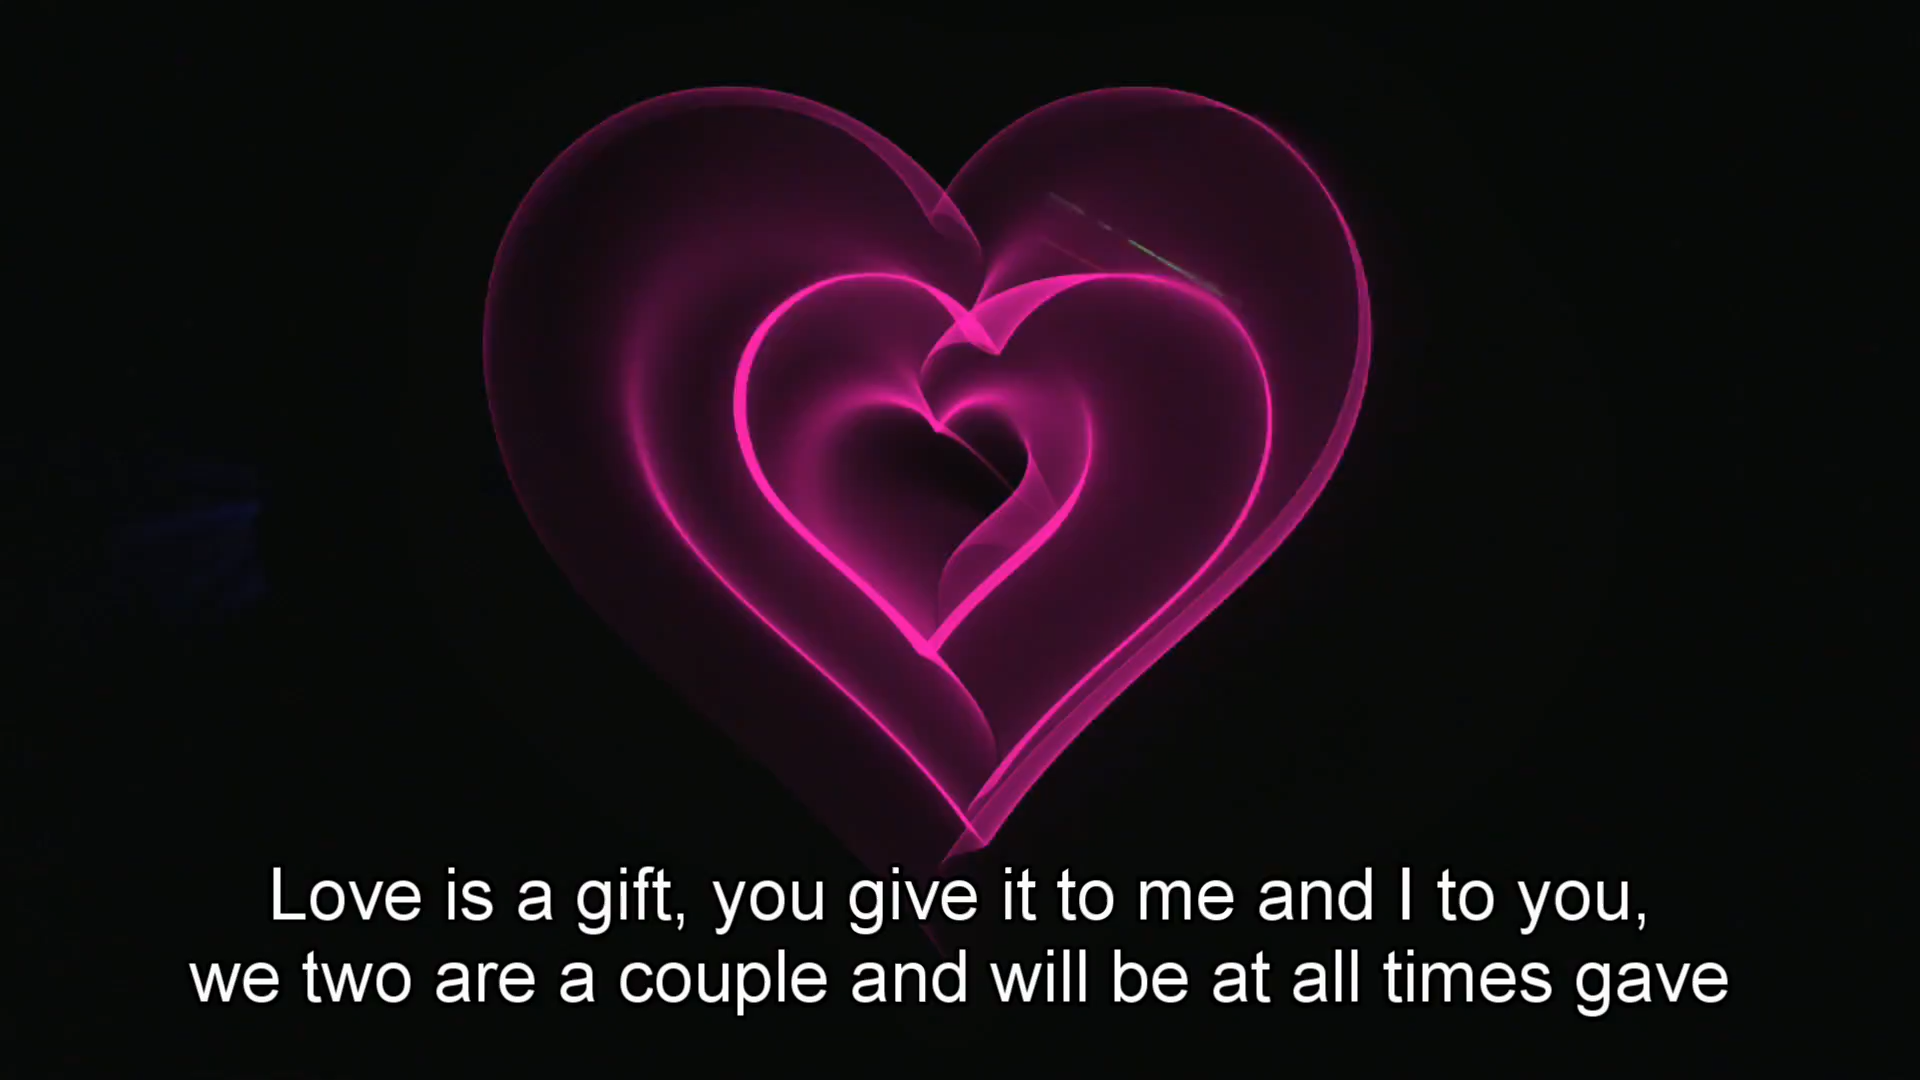 Love is a gift, you give it to me and I to you,
we two are a couple and will be at all times gave